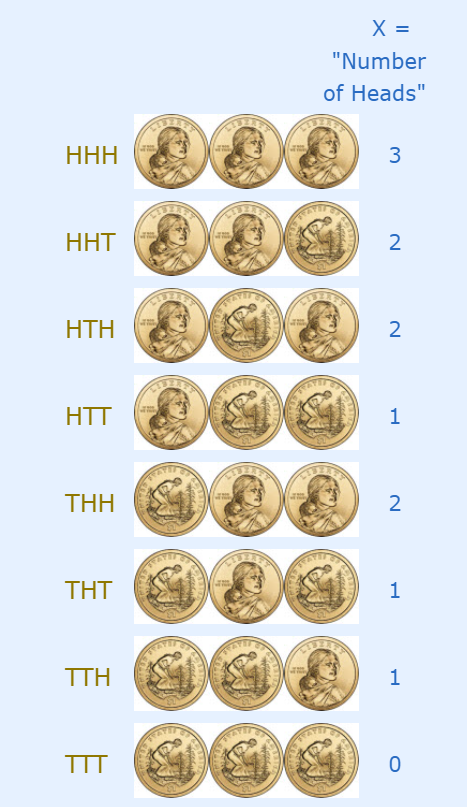 X =
"Number
of Heads"
HHH 3
HHT 2
HTH 2
HTT 1
THH 2
THT 1
TTH 1
TTT 0